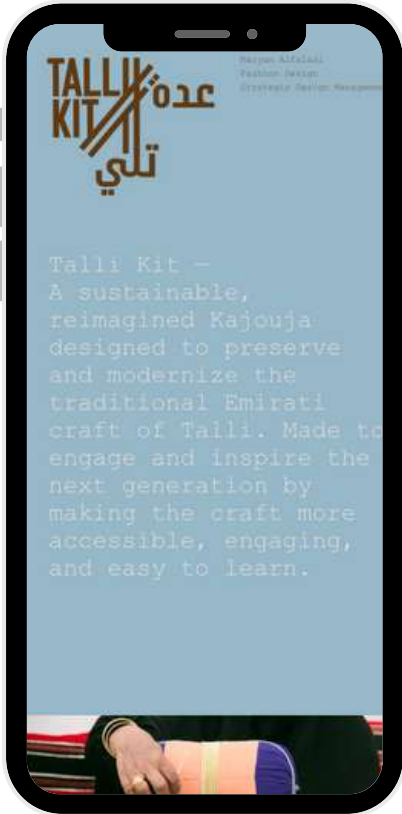 TALLI
KIT
عدة
تلي
Maryam Alfalasi
Fashion Design
Strategic Design Management
Talli Kit —
A sustainable,
reimagined Kajouja
designed to preserve
and modernize the
traditional Emirati
craft of Talli. Made to
engage and inspire the
next generation by
making the craft more
accessible, engaging,
and easy to learn.